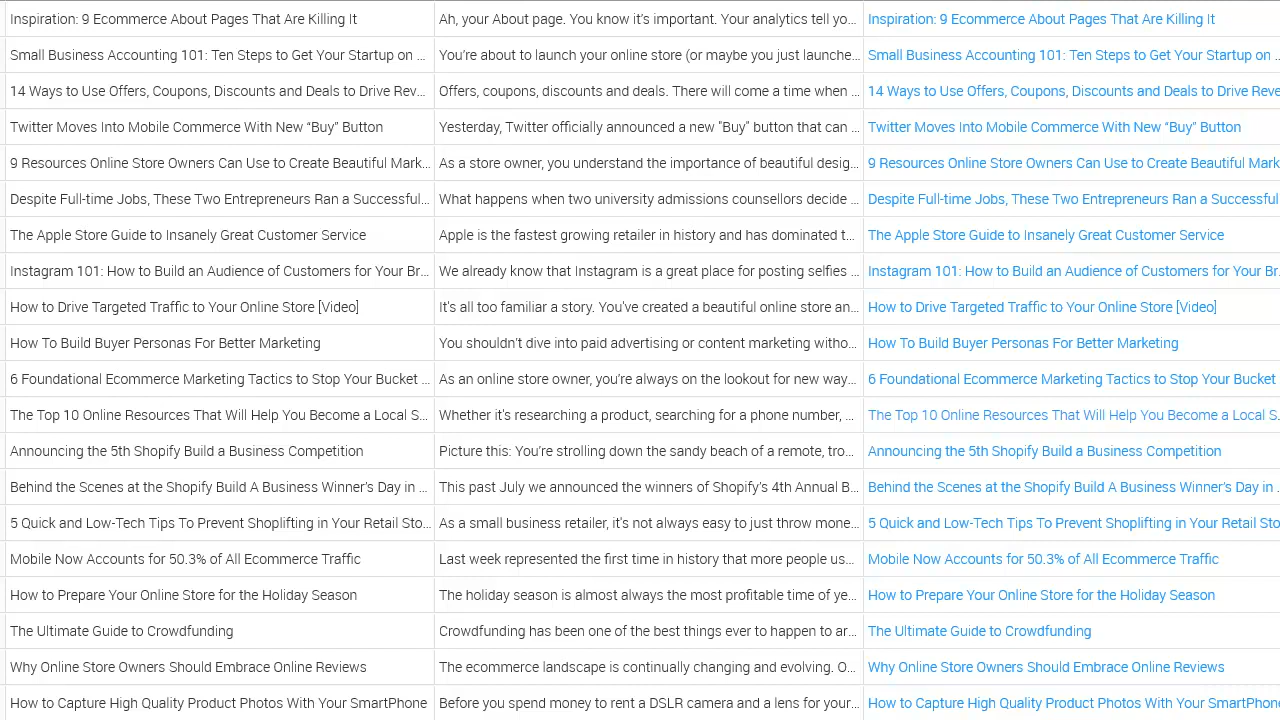 Inspiration: 9 Ecommerce About Pages That Are Killing It Ah, your About page. You know it's important. Your analytics tell yo... Inspiration: 9 Ecommerce About Pages That Are Killing It
Small Business Accounting 101: Ten Steps to Get Your Startup on ... You're about to launch your online store (or maybe you just launche... Small Business Accounting 101: Ten Steps to Get Your Startup on ...
14 Ways to Use Offers, Coupons, Discounts and Deals to Drive Rev... Offers, coupons, discounts and deals. There will come a time when ... 14 Ways to Use Offers, Coupons, Discounts and Deals to Drive Reve
Twitter Moves Into Mobile Commerce With New “Buy” Button Yesterday, Twitter officially announced a new "Buy" button that can ... Twitter Moves Into Mobile Commerce With New “Buy” Button
9 Resources Online Store Owners Can Use to Create Beautiful Mark... As a store owner, you understand the importance of beautiful desig... 9 Resources Online Store Owners Can Use to Create Beautiful Mark
Despite Full-time Jobs, These Two Entrepreneurs Ran a Successful... What happens when two university admissions counsellors decide ... Despite Full-time Jobs, These Two Entrepreneurs Ran a Successful
The Apple Store Guide to Insanely Great Customer Service Apple is the fastest growing retailer in history and has dominated t... The Apple Store Guide to Insanely Great Customer Service
Instagram 101: How to Build an Audience of Customers for Your Br... We already know that Instagram is a great place for posting selfies ... Instagram 101: How to Build an Audience of Customers for Your Br.
How to Drive Targeted Traffic to Your Online Store [Video] It's all too familiar a story. You've created a beautiful online store an... How to Drive Targeted Traffic to Your Online Store [Video]
How To Build Buyer Personas For Better Marketing You shouldn't dive into paid advertising or content marketing witho... How To Build Buyer Personas For Better Marketing
6 Foundational Ecommerce Marketing Tactics to Stop Your Bucket ... As an online store owner, you're always on the lookout for new way... 6 Foundational Ecommerce Marketing Tactics to Stop Your Bucket
The Top 10 Online Resources That Will Help You Become a Local S... Whether it's researching a product, searching for a phone number, ... The Top 10 Online Resources That Will Help You Become a Local S.
Announcing the 5th Shopify Build a Business Competition Picture this: You're strolling down the sandy beach of a remote, tro... Announcing the 5th Shopify Build a Business Competition
Behind the Scenes at the Shopify Build A Business Winner's Day in ... This past July we announced the winners of Shopify's 4th Annual B... Behind the Scenes at the Shopify Build A Business Winner's Day in .
5 Quick and Low-Tech Tips To Prevent Shoplifting in Your Retail Sto... As a small business retailer, it's not always easy to just throw mone... 5 Quick and Low-Tech Tips To Prevent Shoplifting in Your Retail Sto
Mobile Now Accounts for 50.3% of All Ecommerce Traffic Last week represented the first time in history that more people us... Mobile Now Accounts for 50.3% of All Ecommerce Traffic
How to Prepare Your Online Store for the Holiday Season The holiday season is almost always the most profitable time of ye... How to Prepare Your Online Store for the Holiday Season
The Ultimate Guide to Crowdfunding Crowdfunding has been one of the best things ever to happen to ar... The Ultimate Guide to Crowdfunding
Why Online Store Owners Should Embrace Online Reviews The ecommerce landscape is continually changing and evolving. O... Why Online Store Owners Should Embrace Online Reviews
How to Capture High Quality Product Photos With Your SmartPhone Before you spend money to rent a DSLR camera and a lens for your... How to Capture High Quality Product Photos With Your SmartPhone